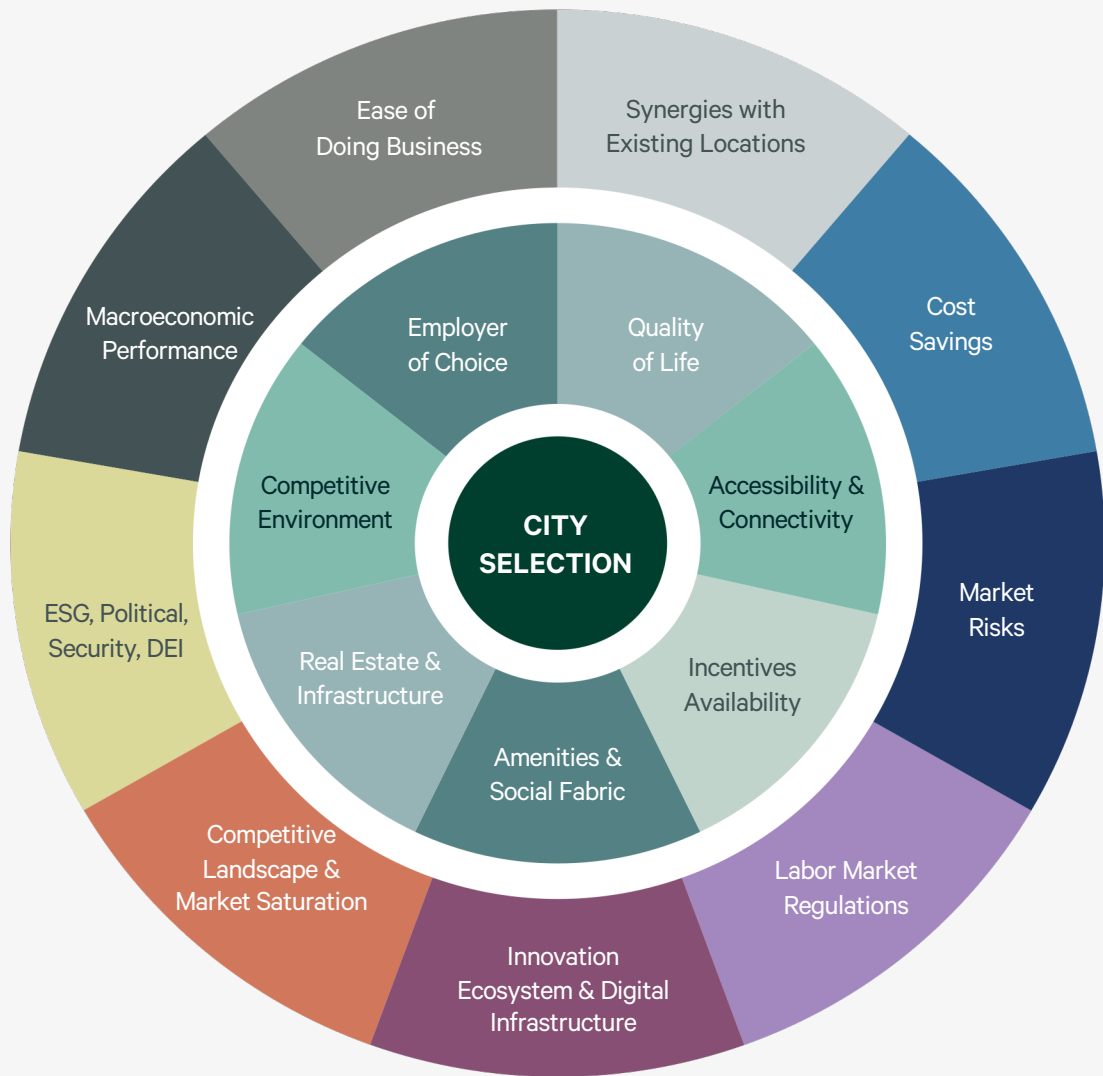 Ease of
Doing Business
Synergies with
Existing Locations
Cost
Savings
Market
Risks
Labor Market
Regulations
Innovation
Ecosystem & Digital
Infrastructure
Competitive
Landscape &
Market Saturation
ESG, Political,
Security, DEI
Macroeconomic
Performance
Employer
of Choice
Quality
of Life
Accessibility &
Connectivity
Incentives
Availability
Amenities &
Social Fabric
Real Estate &
Infrastructure
Competitive
Environment
CITY
SELECTION